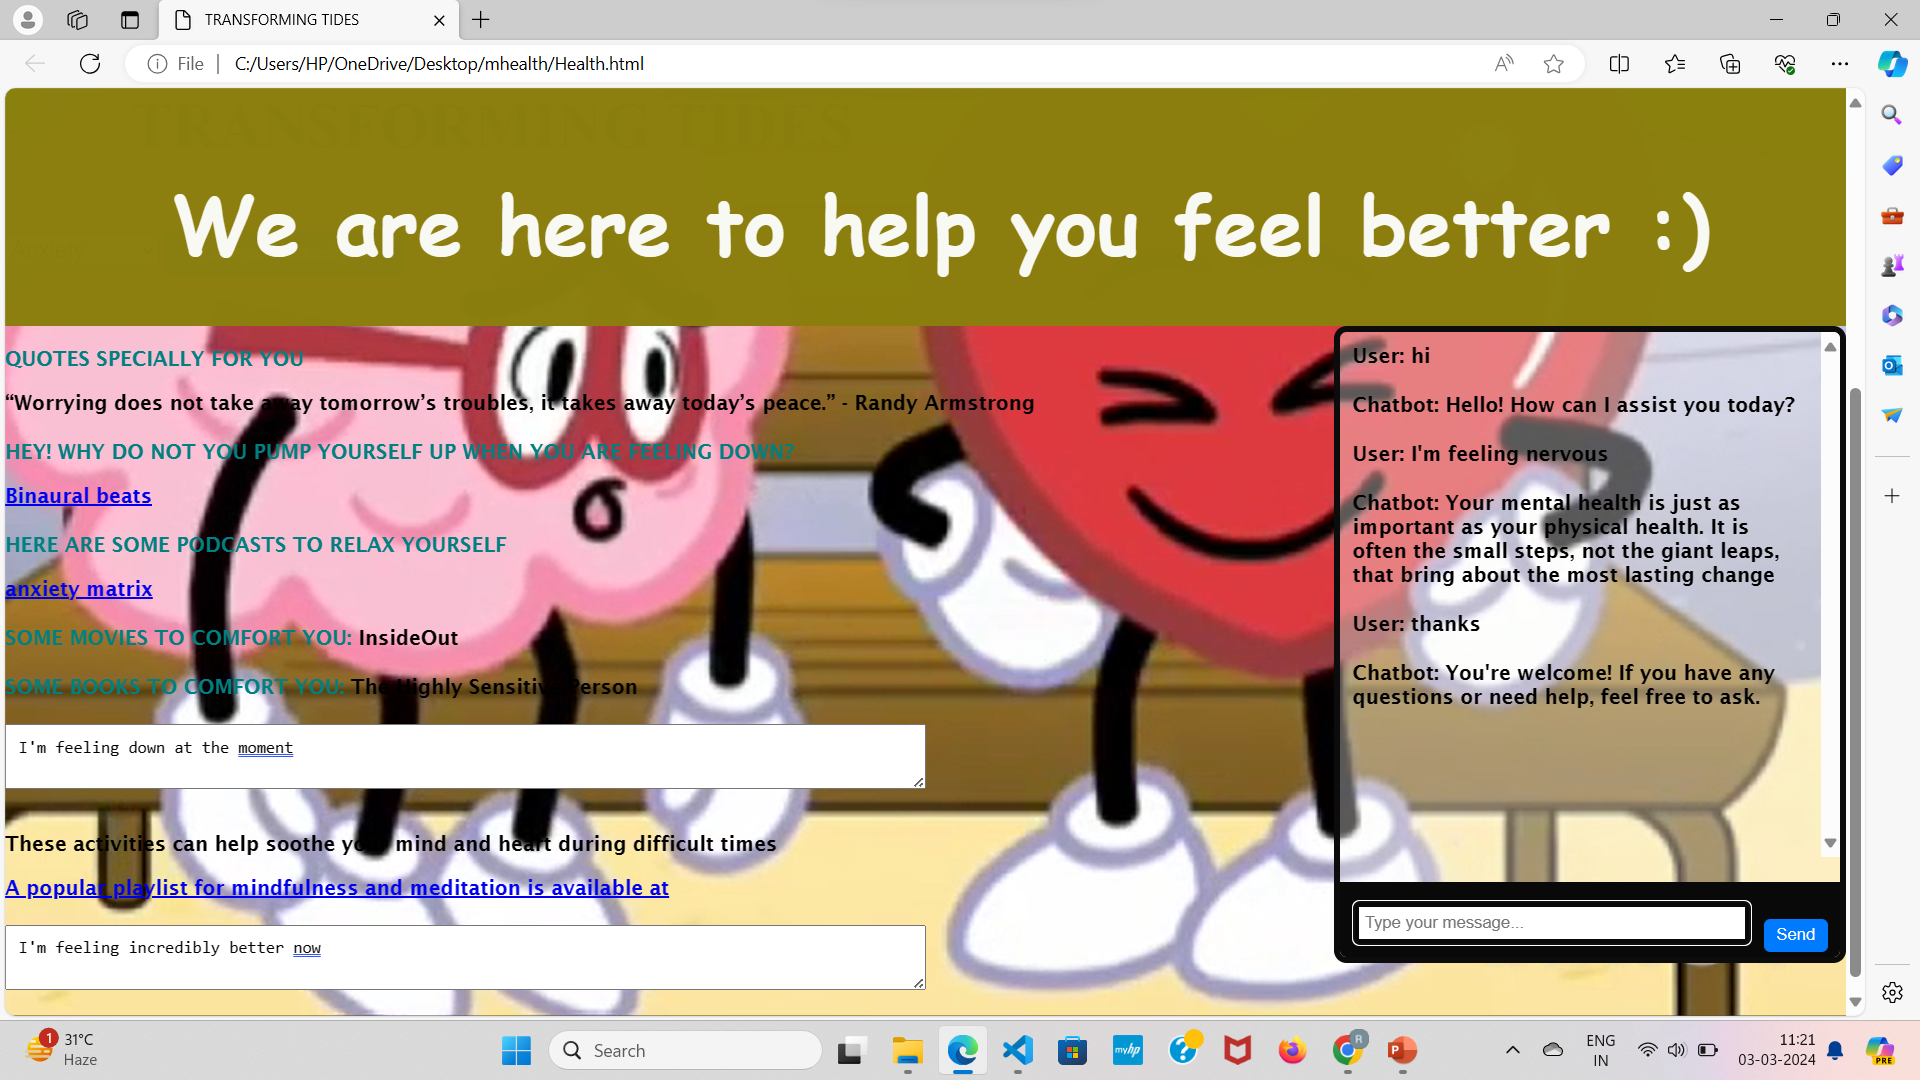 TRANSFORMING TIDES
File
C:/Users/HP/OneDrive/Desktop/mhealth/Health.html
TRANSFORMING TIDES
We are here to help you feel better :)
QUOTES SPECIALLY FOR YOU
“Worrying does not take away tomorrow’s troubles, it takes away today’s peace.” - Randy Armstrong
HEY! WHY DO NOT YOU PUMP YOURSELF UP WHEN YOU ARE FEELING DOWN?
Binaural beats
HERE ARE SOME PODCASTS TO RELAX YOURSELF
anxiety matrix
SOME MOVIES TO COMFORT YOU: InsideOut
SOME BOOKS TO COMFORT YOU: The Highly Sensitive Person
I'm feeling down at the moment
These activities can help soothe your mind and heart during difficult times
A popular playlist for mindfulness and meditation is available at
I'm feeling incredibly better now
User: hi
Chatbot: Hello! How can I assist you today?
User: I'm feeling nervous
Chatbot: Your mental health is just as
important as your physical health. It is
often the small steps, not the giant leaps,
that bring about the most lasting change
User: thanks
Chatbot: You're welcome! If you have any
questions or need help, feel free to ask.
Type your message...
Send
1
31°C
Haze
Search
myhp
R
P
ENG
IN
11:21
03-03-2024
PRE